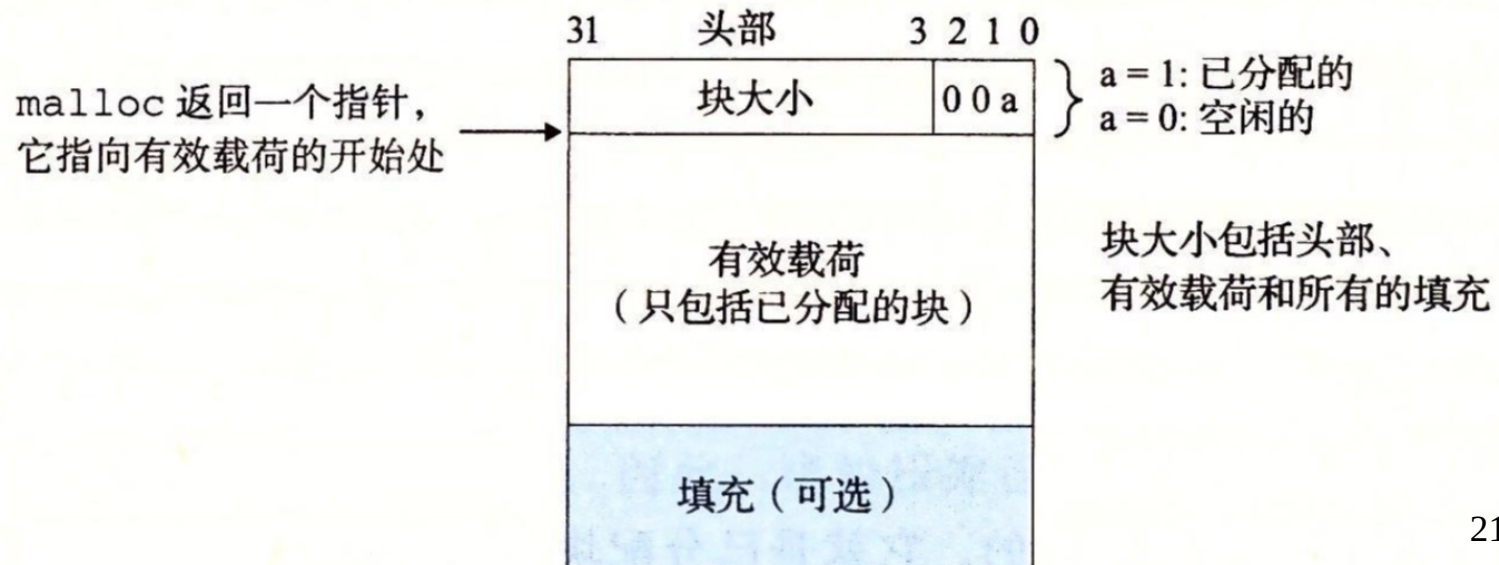 31 头部 3 2 1 0
块大小 0 0 a
a = 1: 已分配的
a = 0: 空闲的
malloc 返回一个指针，
它指向有效载荷的开始处
有效载荷
（只包括已分配的块）
块大小包括头部、
有效载荷和所有的填充
填充（可选）
21